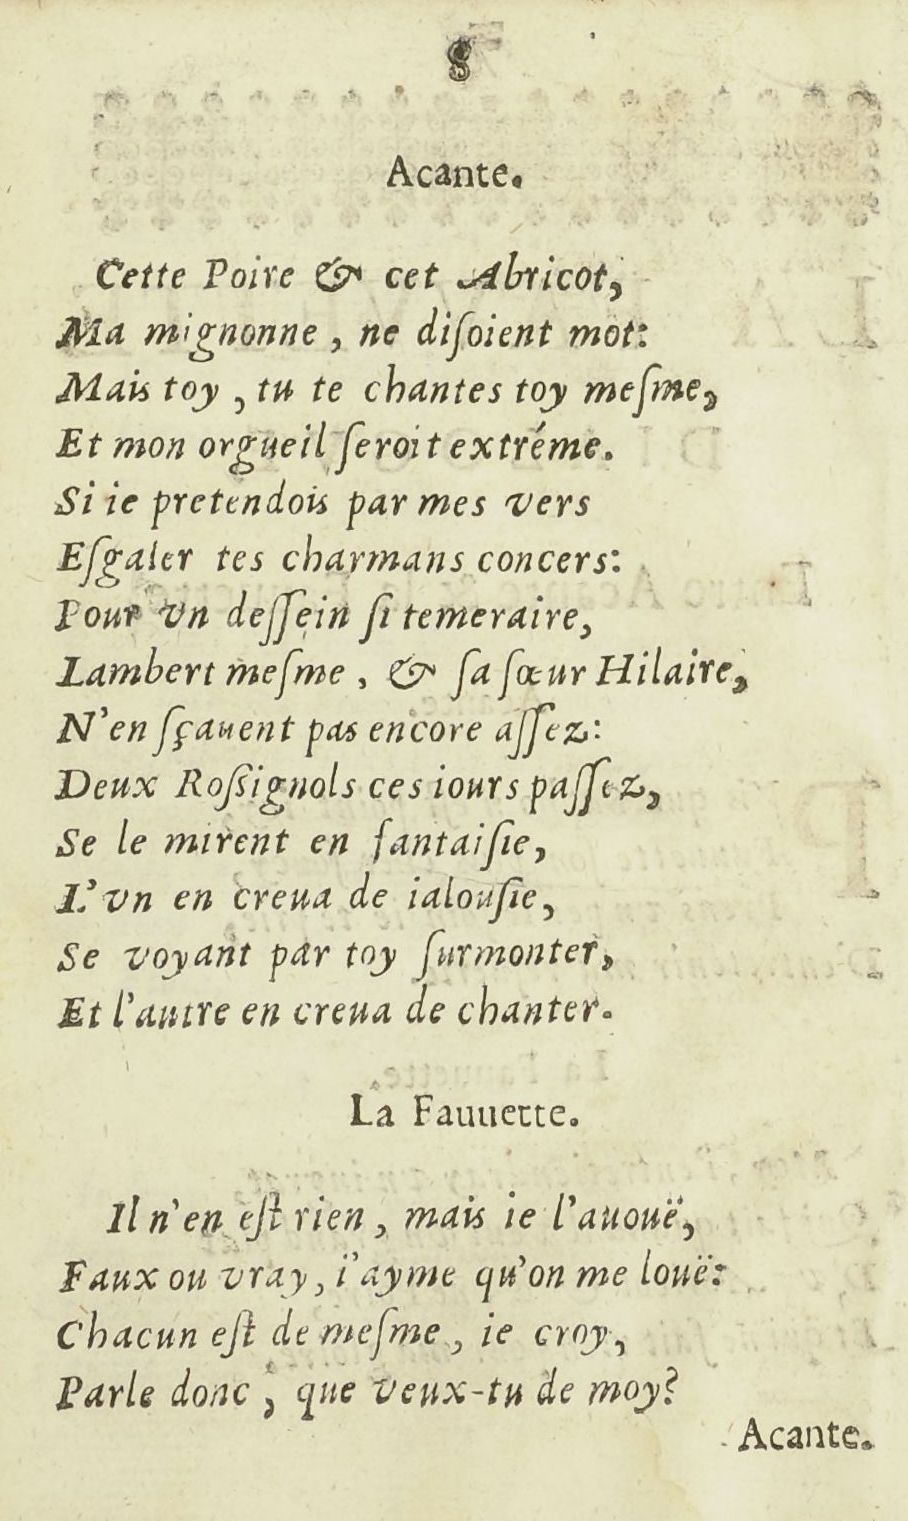 8
Acante.
Cette Poire & cet Abricot,
Ma mignonne, ne diſoient mot:
Mais toy, tu te chantes toy meſme,
Et mon orgueil ſeroit extréme.
Si ie pretendois par mes vers
Eſgaler tes charmans concers:
Pour vn deſſein ſi temeraire,
Lambert meſme, & ſa ſœur Hilaire,
N'en ſçauent pas encore aſſez:
Deux Roſſignols ces iours paſſez,
Se le mirent en fantaiſie,
L'vn en creua de ialouſie,
Se voyant par toy ſurmonter,
Et l'autre en creua de chanter.
La Fauuette.
Il n'en eſt rien, mais ie l'auouë,
Faux ou vray, i'ayme qu'on me louë:
Chacun eſt de meſme, ie croy,
Parle donc, que veux-tu de moy?
Acante.